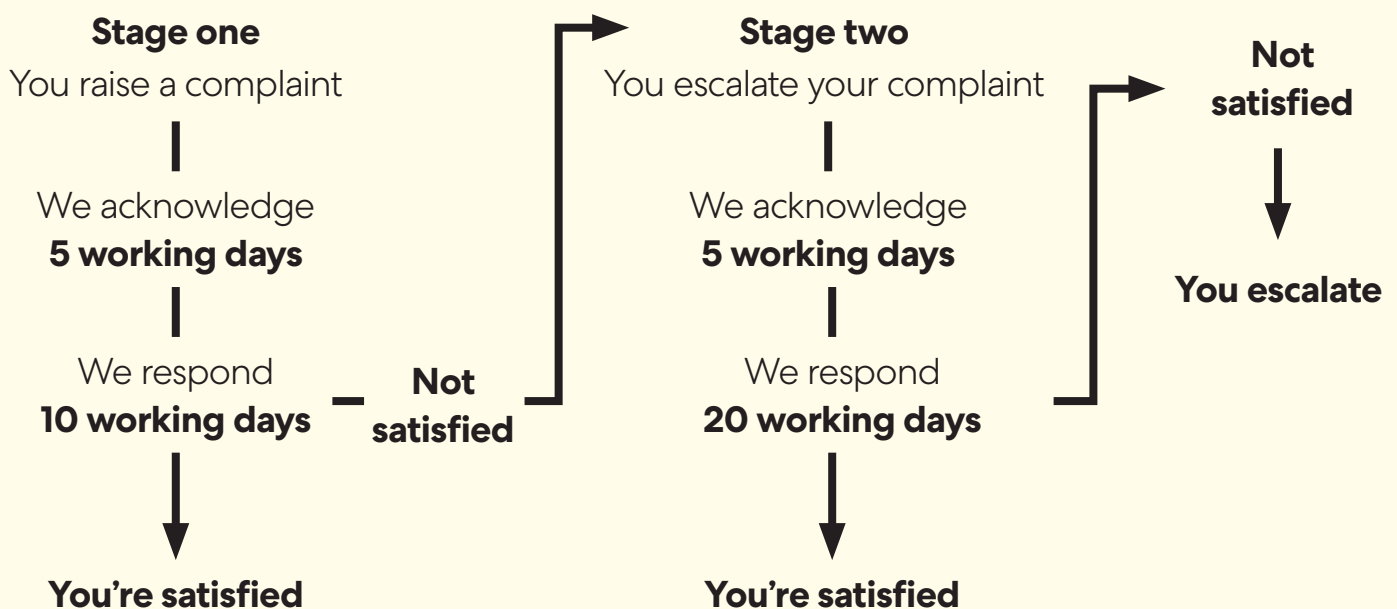 Stage one
You raise a complaint
We acknowledge
5 working days
We respond
10 working days
You're satisfied
Not
satisfied
Stage two
You escalate your complaint
We acknowledge
5 working days
We respond
20 working days
You're satisfied
Not
satisfied
You escalate